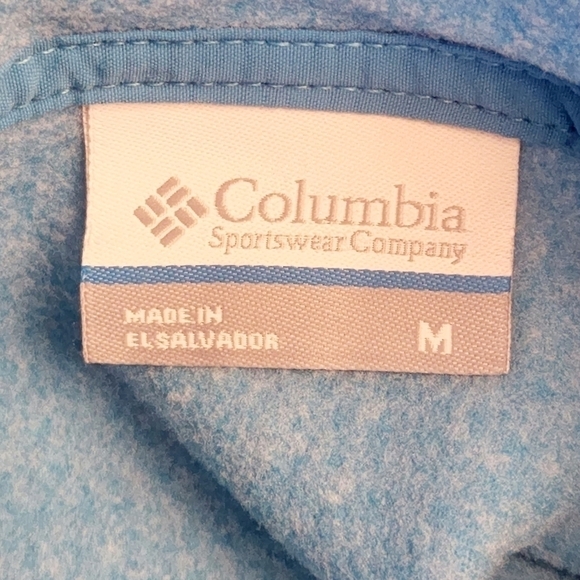 Columbia
Sportswear Company
MADE IN
EL SALVADOR
M